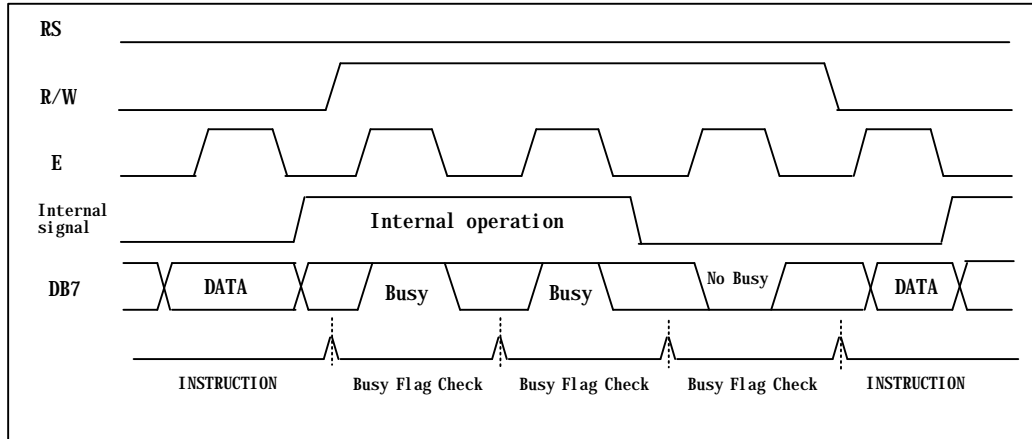 RS
R/W
E
Internal
signal
Internal operation
DB7
DATA
Busy
Busy
No Busy
DATA
INSTRUCTION
Busy Flag Check
Busy Flag Check
Busy Flag Check
INSTRUCTION